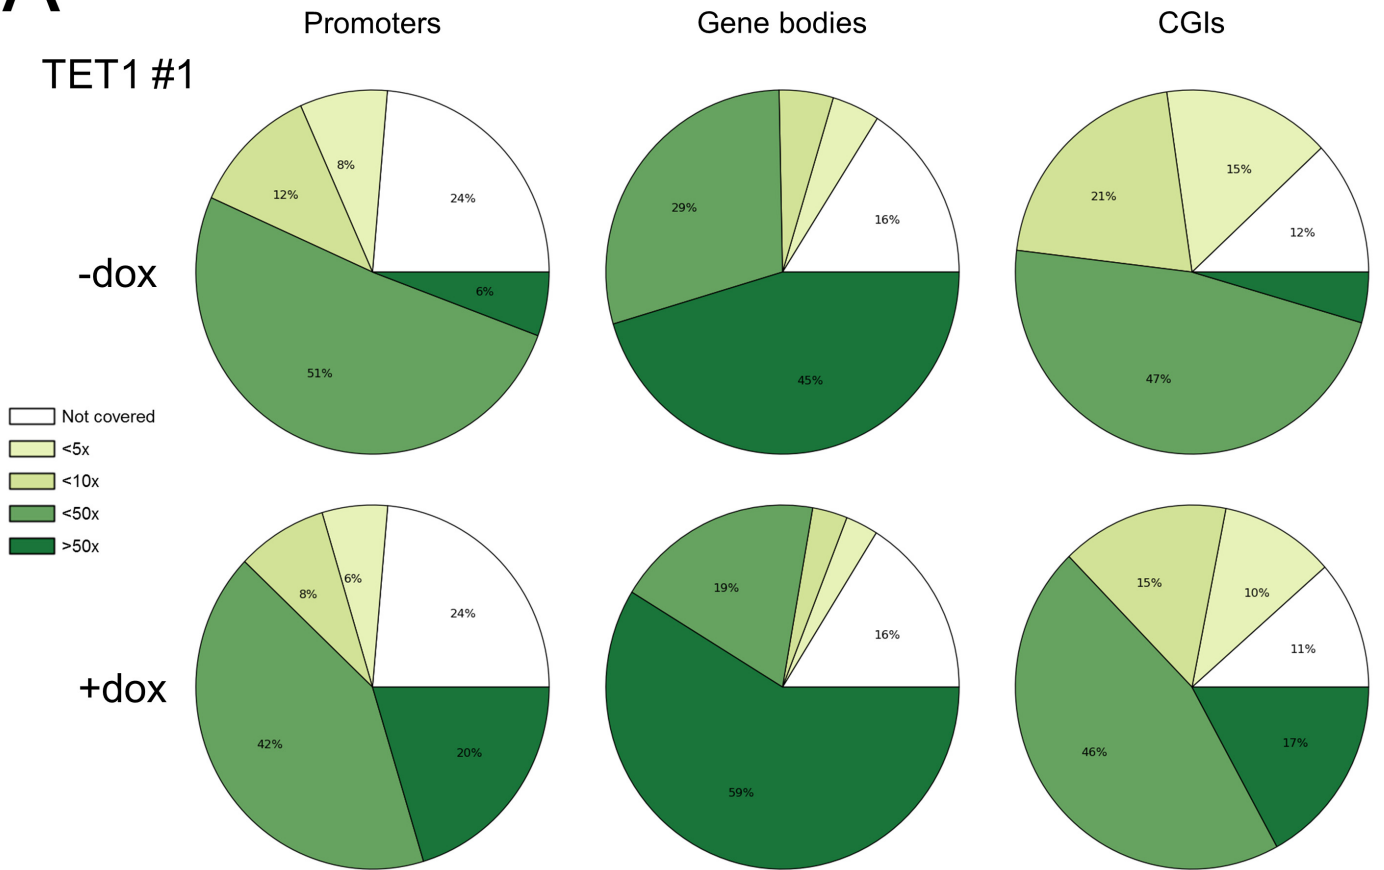 Promoters Gene bodies CGIs
TET1 #1
-dox
8%
12%
24%
6%
51%
29%
16%
45%
15%
21%
12%
47%
Not covered
<5x
<10x
<50x
>50x
+dox
6%
8%
24%
42%
20%
19%
16%
59%
15%
10%
11%
46%
17%